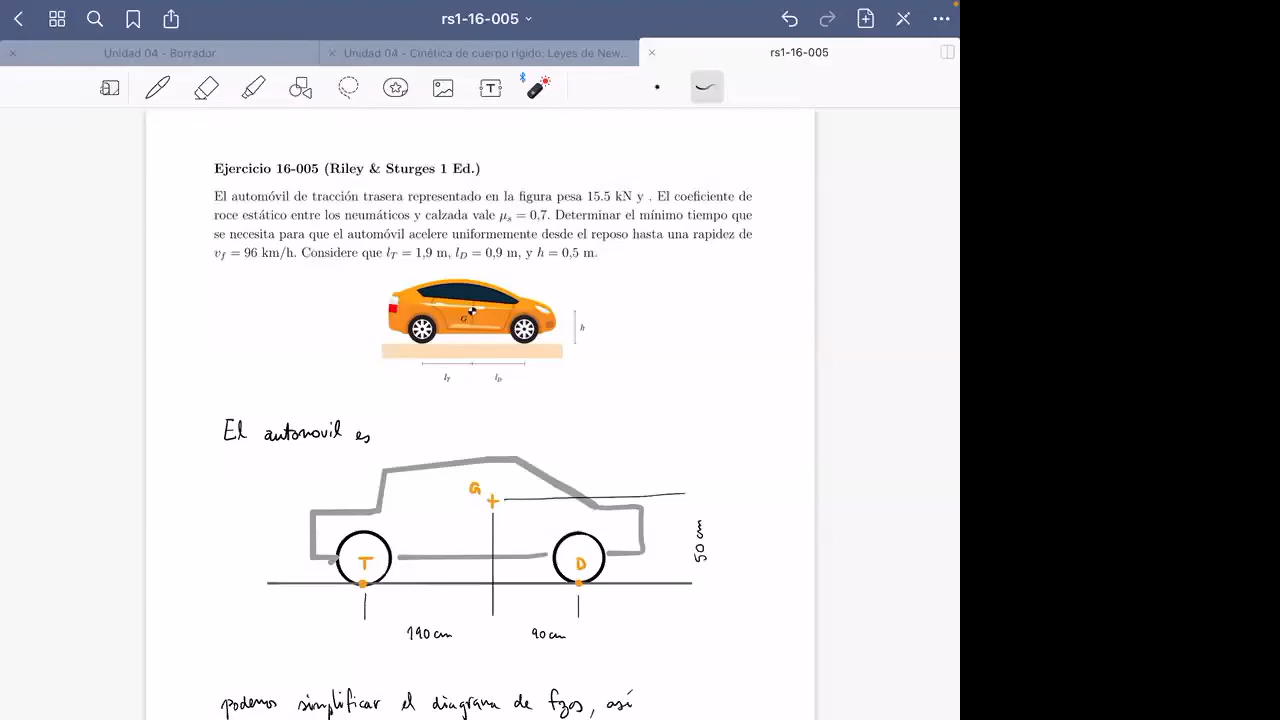 rs1-16-005
Unidad 04 - Borrador
Unidad 04 - Cinética de cuerpo rígido: Leyes de New...
rs1-16-005
T
Ejercicio 16-005 (Riley & Sturges 1 Ed.)
El automóvil de tracción trasera representado en la figura pesa 15.5 kN y . El coeficiente de
roce estático entre los neumáticos y calzada vale μs = 0,7. Determinar el mínimo tiempo que
se necesita para que el automóvil acelere uniformemente desde el reposo hasta una rapidez de
vf = 96 km/h. Considere que lT = 1,9 m, lD = 0,9 m, y h = 0,5 m.
G
h
lT lD
El automovil es
G
50 cm
T D
190 cm 90 cm
podemos simplificar el diagrama de fzas, así